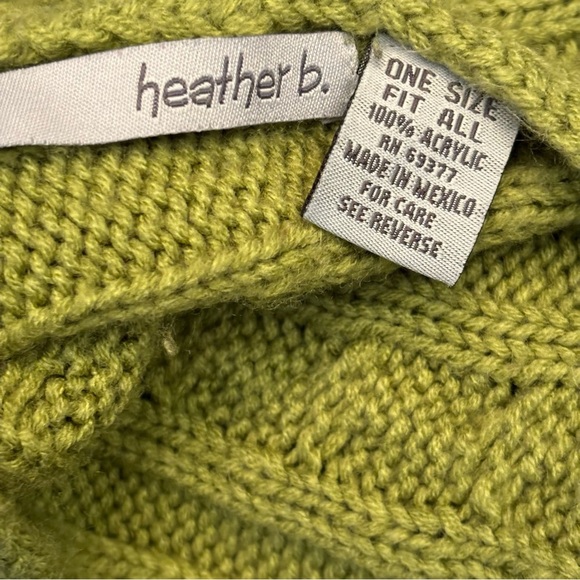 heather b.
ONE SIZE
FIT ALL
100% ACRYLIC
RN 69377
MADE IN MEXICO
FOR CARE
SEE REVERSE